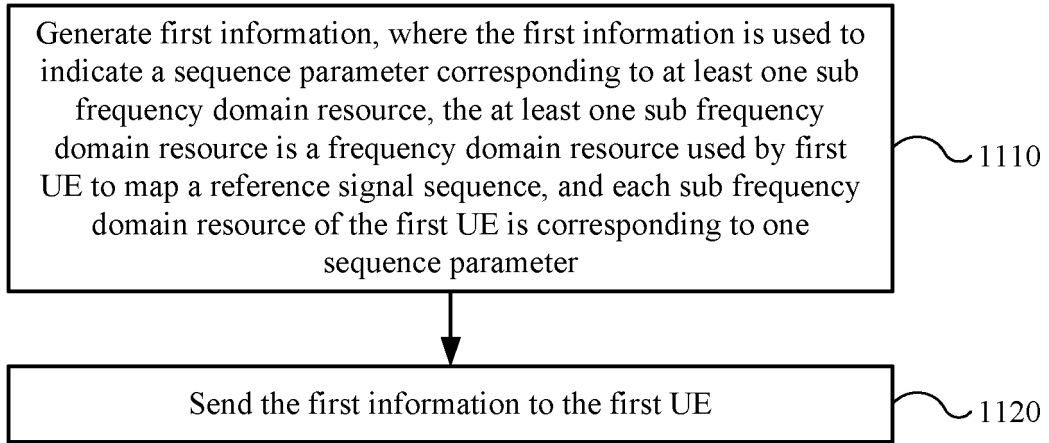 Generate first information, where the first information is used to
indicate a sequence parameter corresponding to at least one sub
frequency domain resource, the at least one sub frequency
domain resource is a frequency domain resource used by first
UE to map a reference signal sequence, and each sub frequency
domain resource of the first UE is corresponding to one
sequence parameter
1110
Send the first information to the first UE
1120